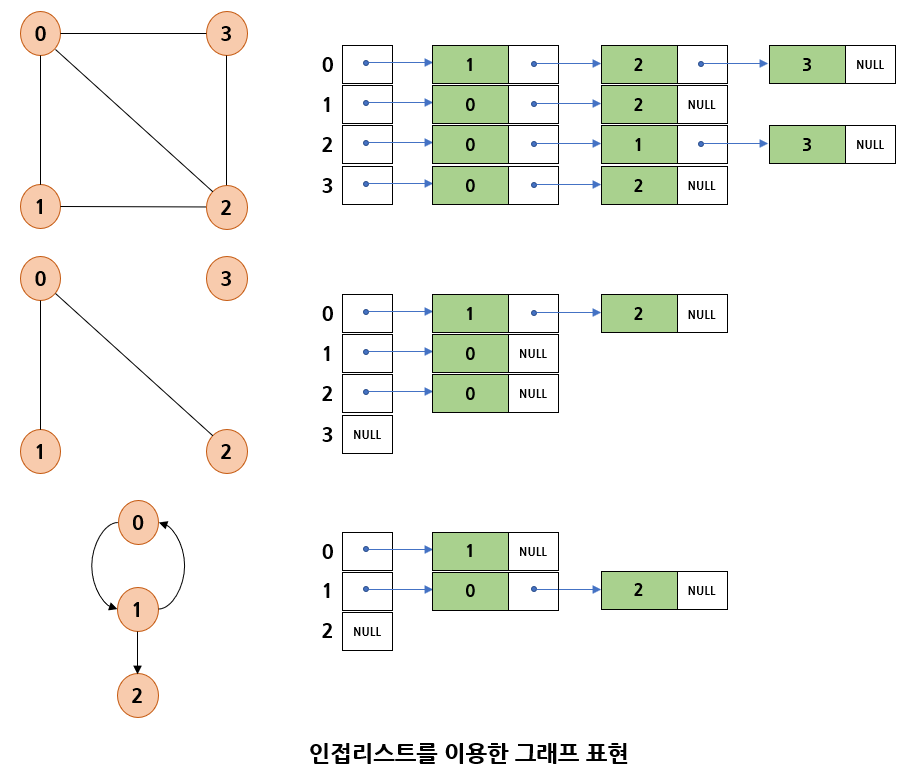 0 3
1 2
0 1 2 3 NULL
1 0 2 NULL
2 0 1 3 NULL
3 0 2 NULL
0 3
1 2
0 1 2 NULL
1 0 NULL
2 0 NULL
3 NULL
0
1
2
0 1 NULL
1 0 2 NULL
2 NULL
인접리스트를 이용한 그래프 표현